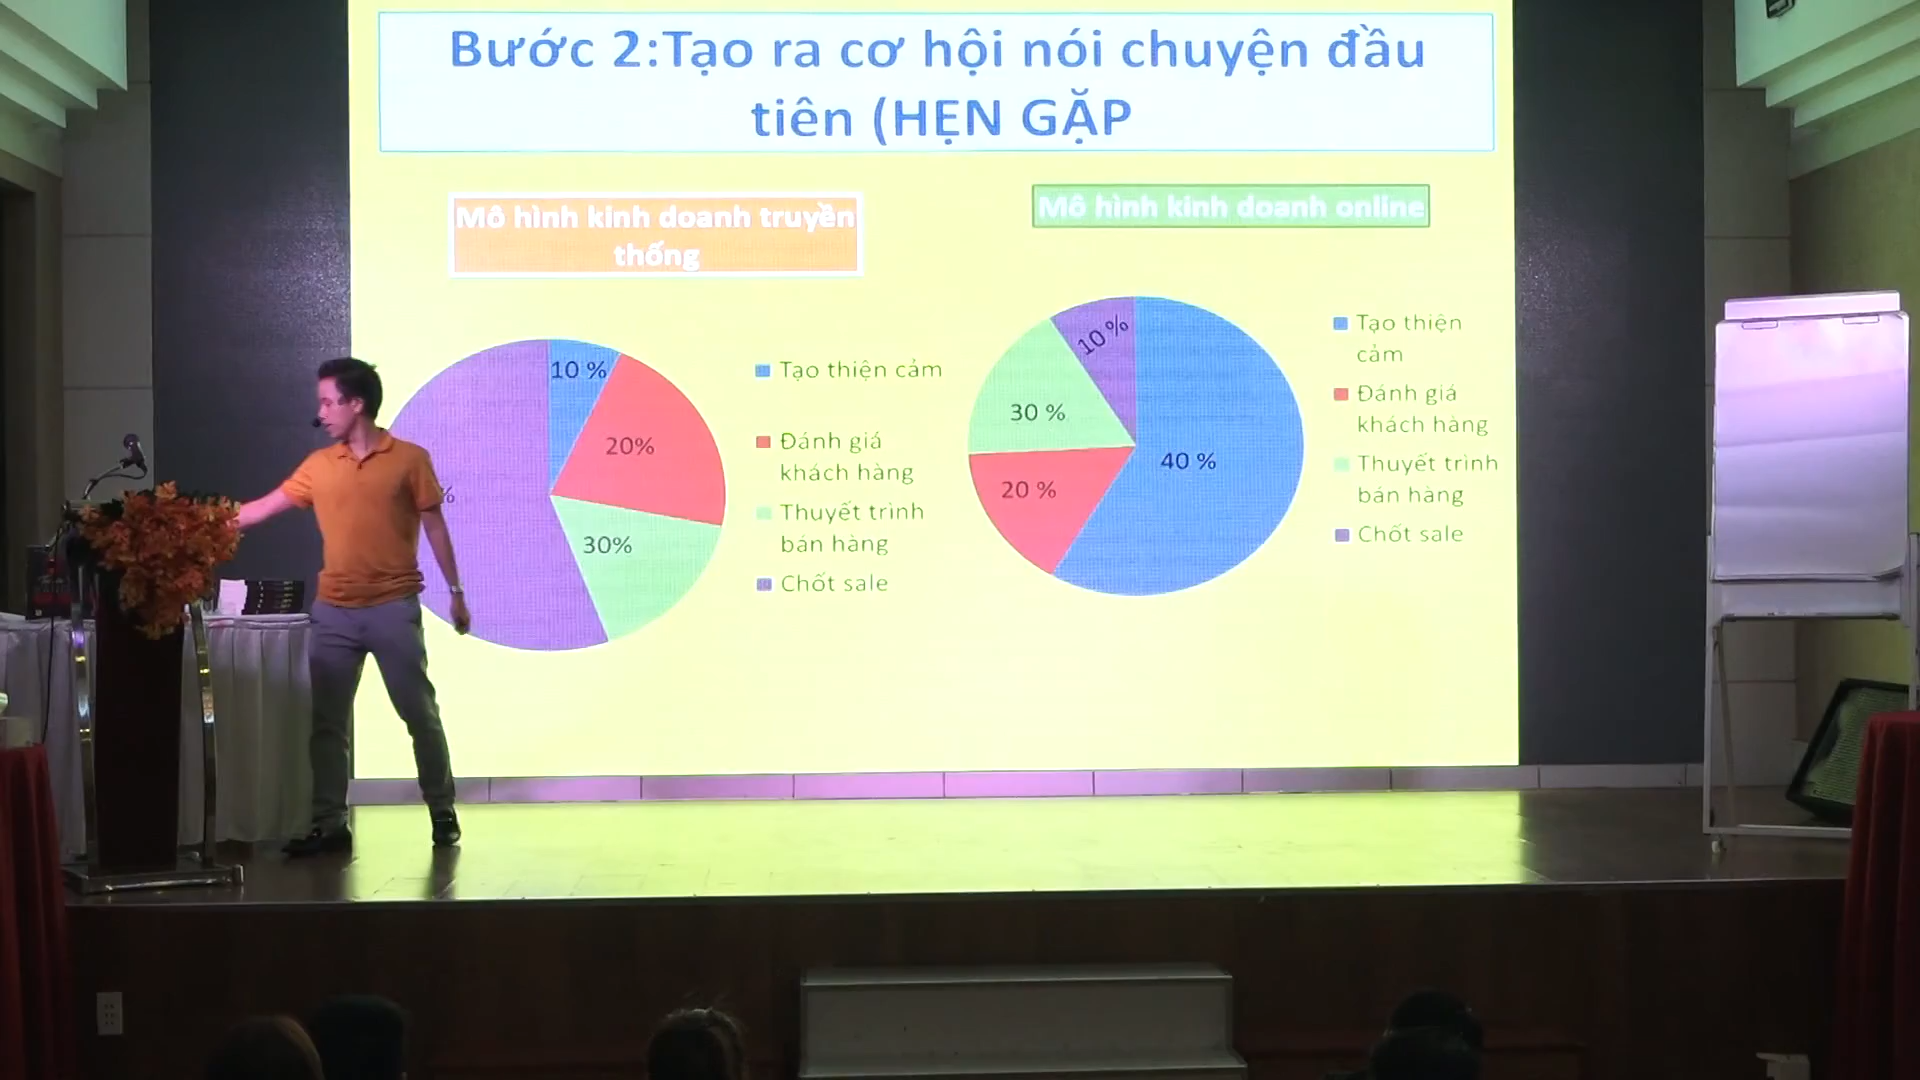 Bước 2:Tạo ra cơ hội nói chuyện đầu
tiên (HẸN GẶP
Mô hình kinh doanh truyền
thống
10 %
20%
30%
%
Tạo thiện cảm
Đánh giá
khách hàng
Thuyết trình
bán hàng
Chốt sale
Mô hình kinh doanh online
10 %
30 %
20 %
40 %
Tạo thiện
cảm
Đánh giá
khách hàng
Thuyết trình
bán hàng
Chốt sale